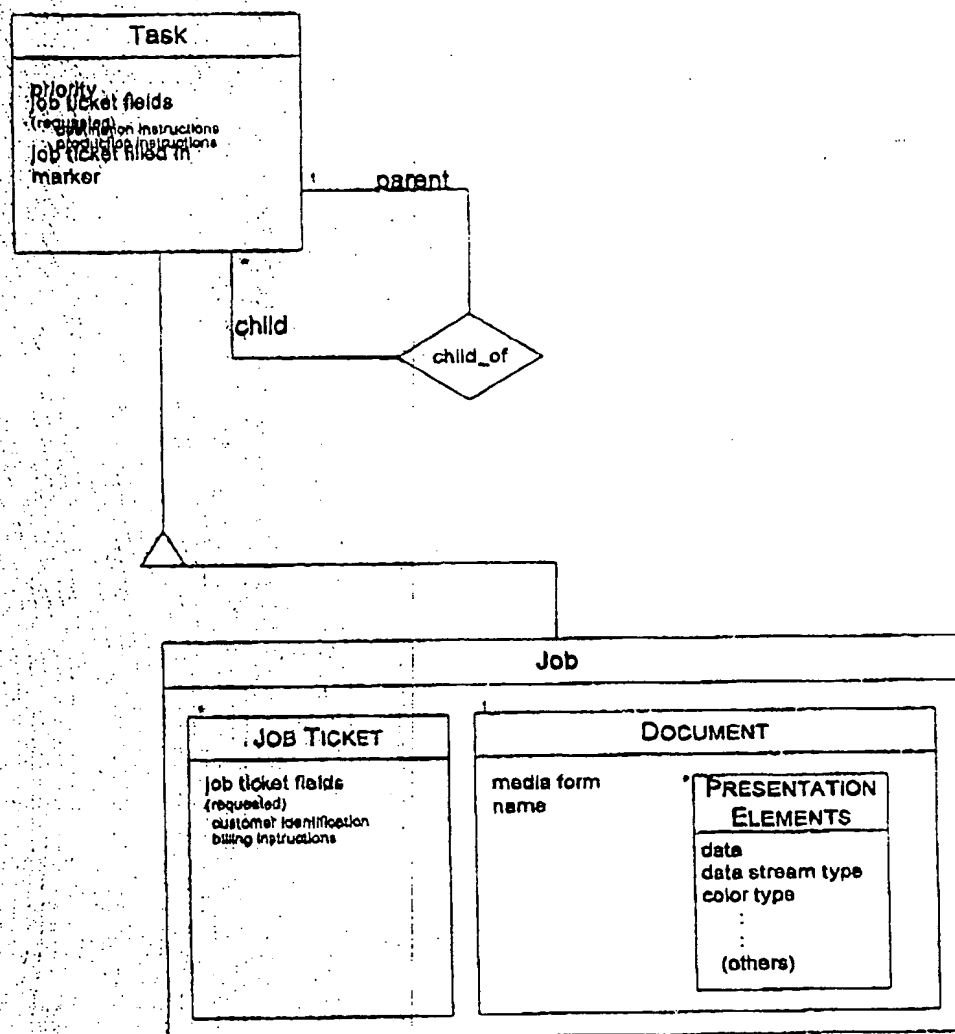 Task
priority
job ticket fields
(requested)
destination instructions
production instructions
job ticket filled in
marker
1
parent
*
child
child_of
Job
*
JOB TICKET
job ticket fields
(requested)
customer identification
billing instructions
1
DOCUMENT
media form
name
*
PRESENTATION
ELEMENTS
data
data stream type
color type
:
:
(others)